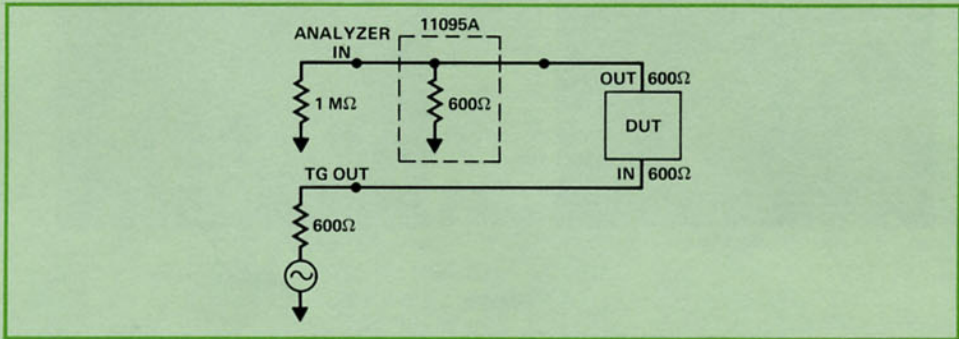 11095A
ANALYZER
IN
1 MΩ
600Ω
OUT 600Ω
DUT
IN 600Ω
TG OUT
600Ω